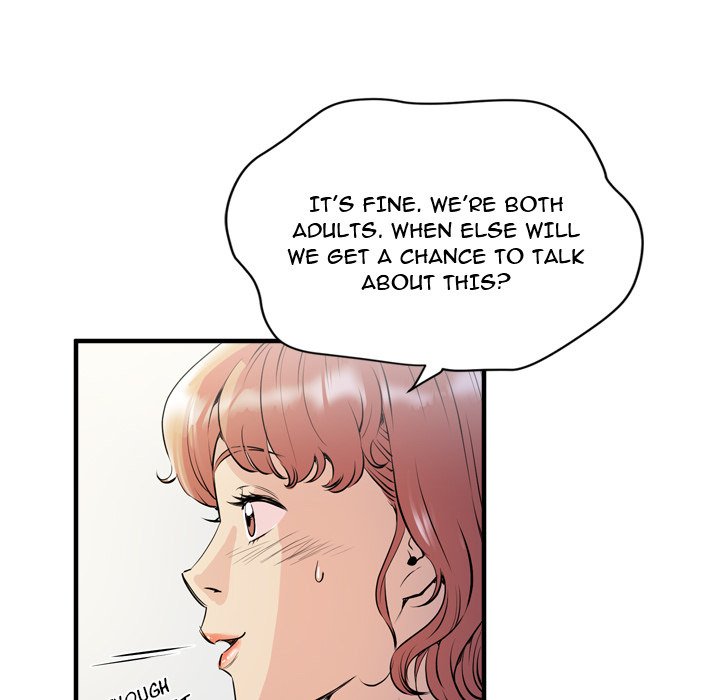 IT'S FINE. WE'RE BOTH
ADULTS. WHEN ELSE WILL
WE GET A CHANCE TO TALK
ABOUT THIS?